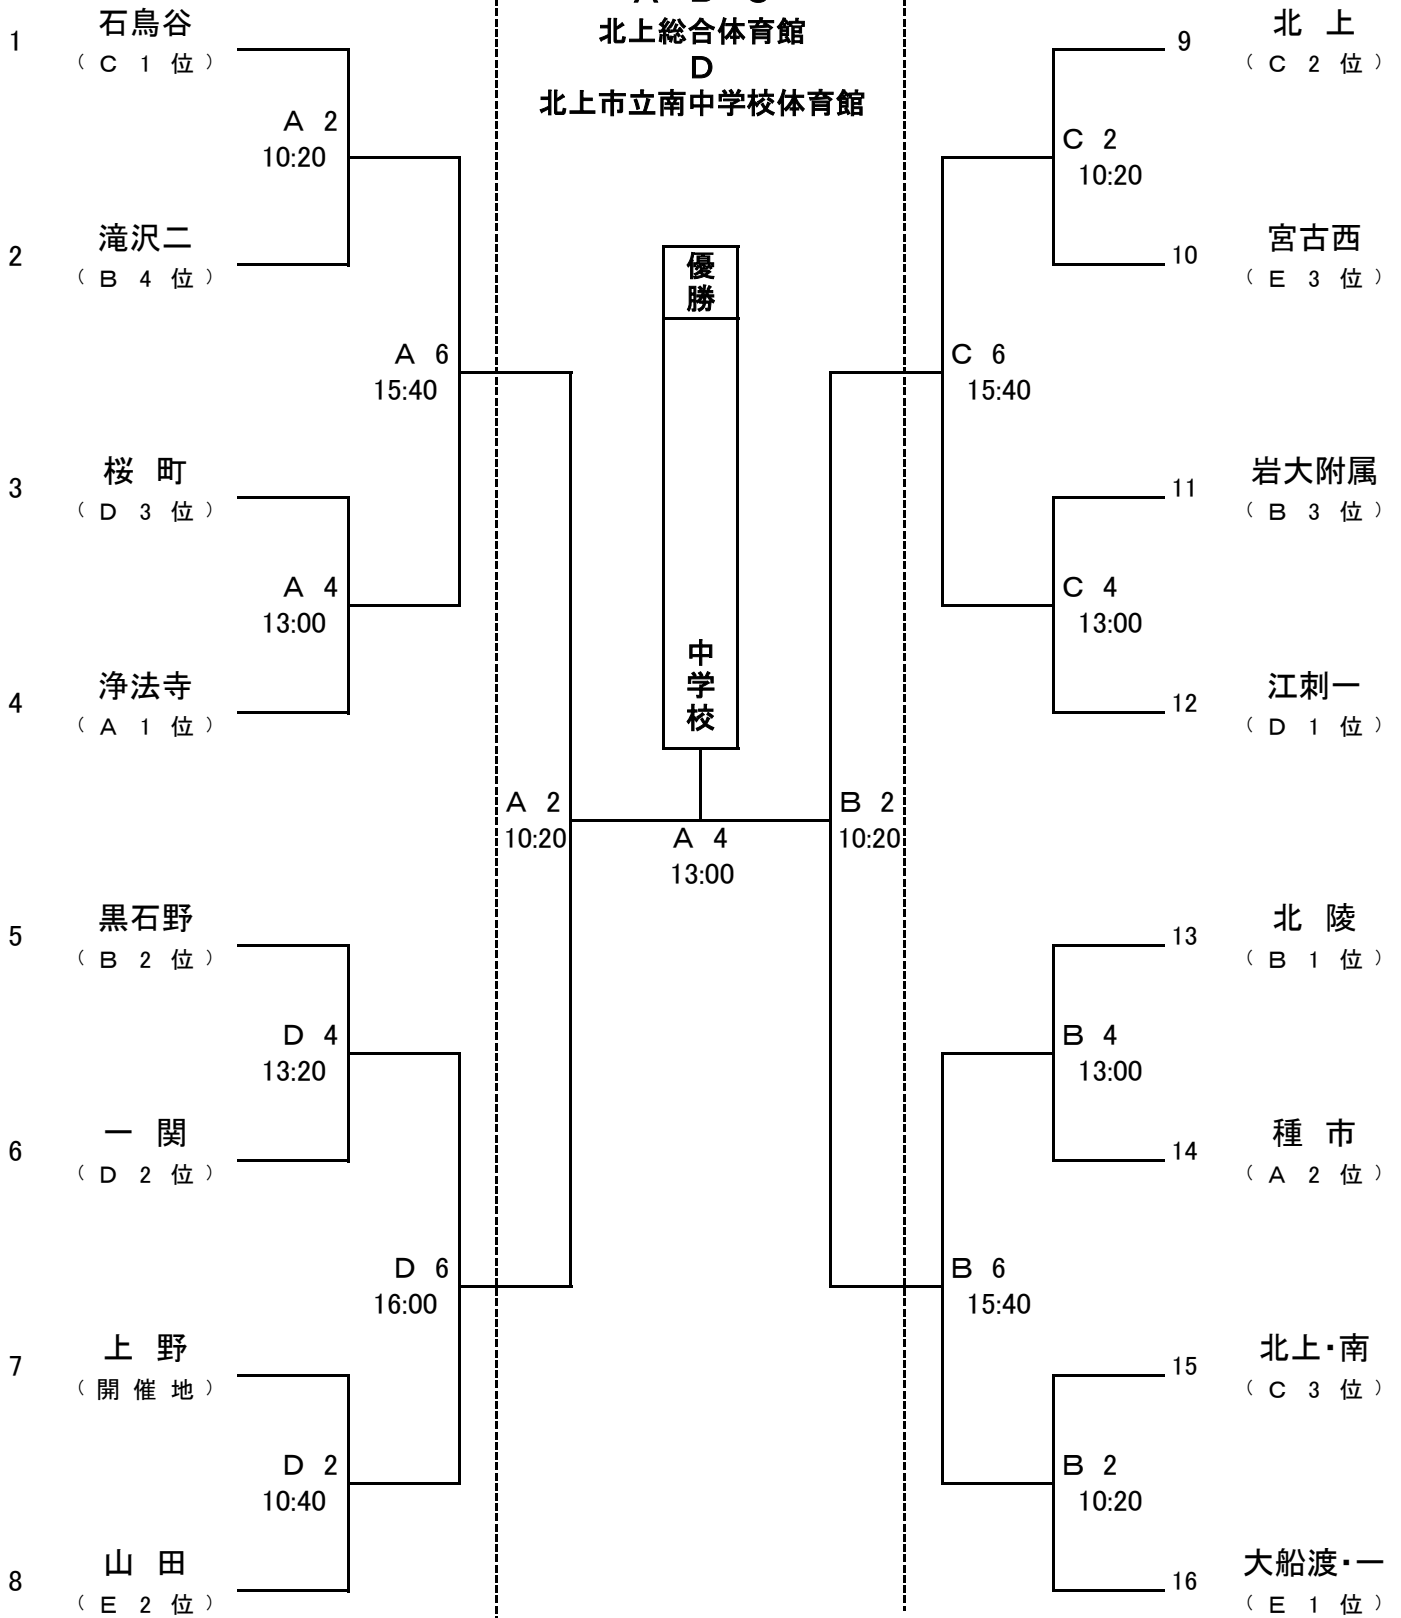 A B C
北上総合体育館
D
北上市立南中学校体育館
1 石鳥谷
（ C 1 位 ）
A 2
10:20
2 滝沢二
（ B 4 位 ）
A 6
15:40
3 桜 町
（ D 3 位 ）
A 4
13:00
4 浄法寺
（ A 1 位 ）
A 2
10:20
5 黒石野
（ B 2 位 ）
D 4
13:20
6 一 関
（ D 2 位 ）
D 6
16:00
7 上 野
（ 開 催 地 ）
D 2
10:40
8 山 田
（ E 2 位 ）
優勝
中学校
A 4
13:00
9 北 上
（ C 2 位 ）
C 2
10:20
10 宮古西
（ E 3 位 ）
C 6
15:40
11 岩大附属
（ B 3 位 ）
C 4
13:00
12 江刺一
（ D 1 位 ）
B 2
10:20
13 北 陵
（ B 1 位 ）
B 4
13:00
14 種 市
（ A 2 位 ）
B 6
15:40
15 北上・南
（ C 3 位 ）
B 2
10:20
16 大船渡・一
（ E 1 位 ）